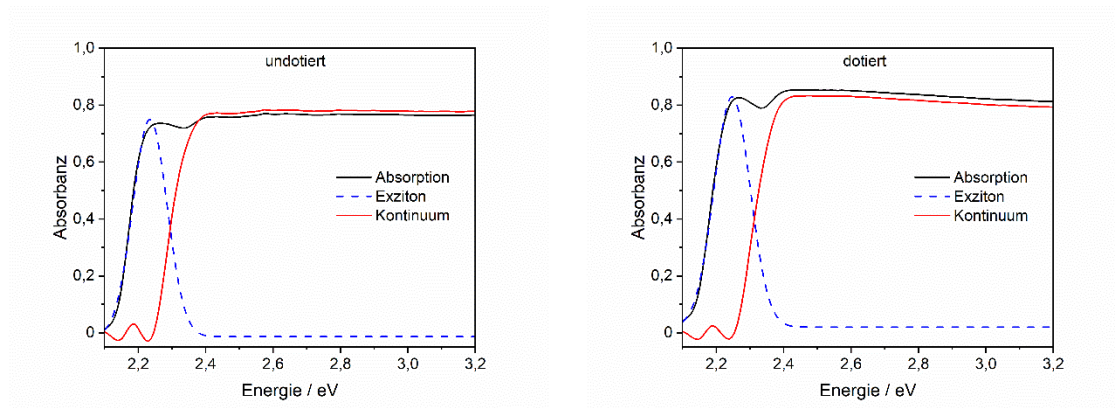 undotiert
1,0
0,8
0,6
0,4
0,2
0
Absorbanz
Absorption
Exziton
Kontinuum
2,2 2,4 2,6 2,8 3,0 3,2
Energie / eV
dotiert
1,0
0,8
0,6
0,4
0,2
0
Absorbanz
Absorption
Exziton
Kontinuum
2,2 2,4 2,6 2,8 3,0 3,2
Energie / eV